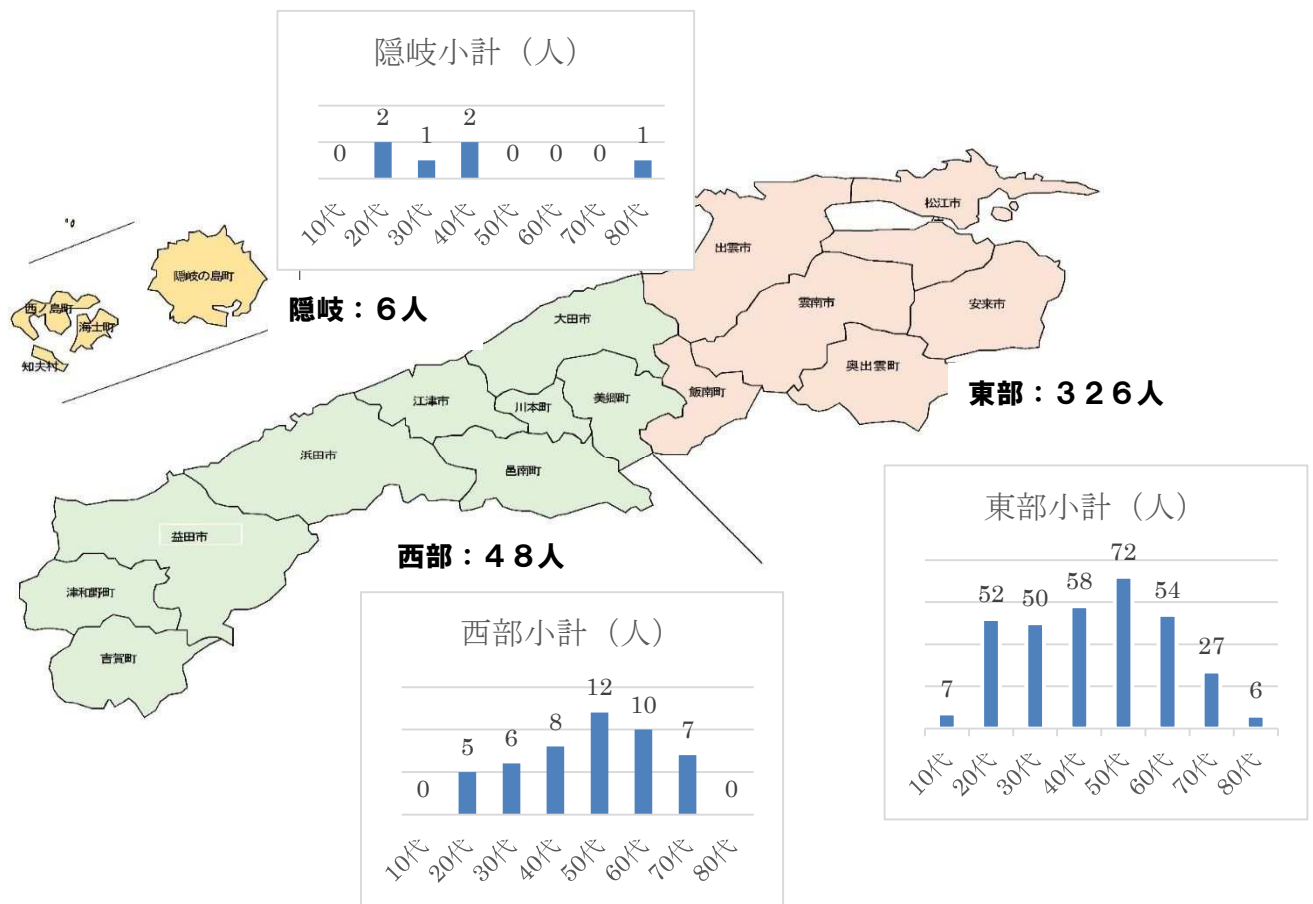 隠岐小計（人）
0
2
1
2
0
0
0
1
10代
20代
30代
40代
50代
60代
70代
80代
隠岐の島町
西ノ島町
海士町
知夫村
隠岐：６人
松江市
出雲市
雲南市
安来市
奥出雲町
飯南町
東部：３２６人
大田市
江津市
川本町
美郷町
浜田市
邑南町
益田市
津和野町
吉賀町
西部：４８人
東部小計（人）
7
52
50
58
72
54
27
6
10代
20代
30代
40代
50代
60代
70代
80代
西部小計（人）
0
5
6
8
12
10
7
0
10代
20代
30代
40代
50代
60代
70代
80代